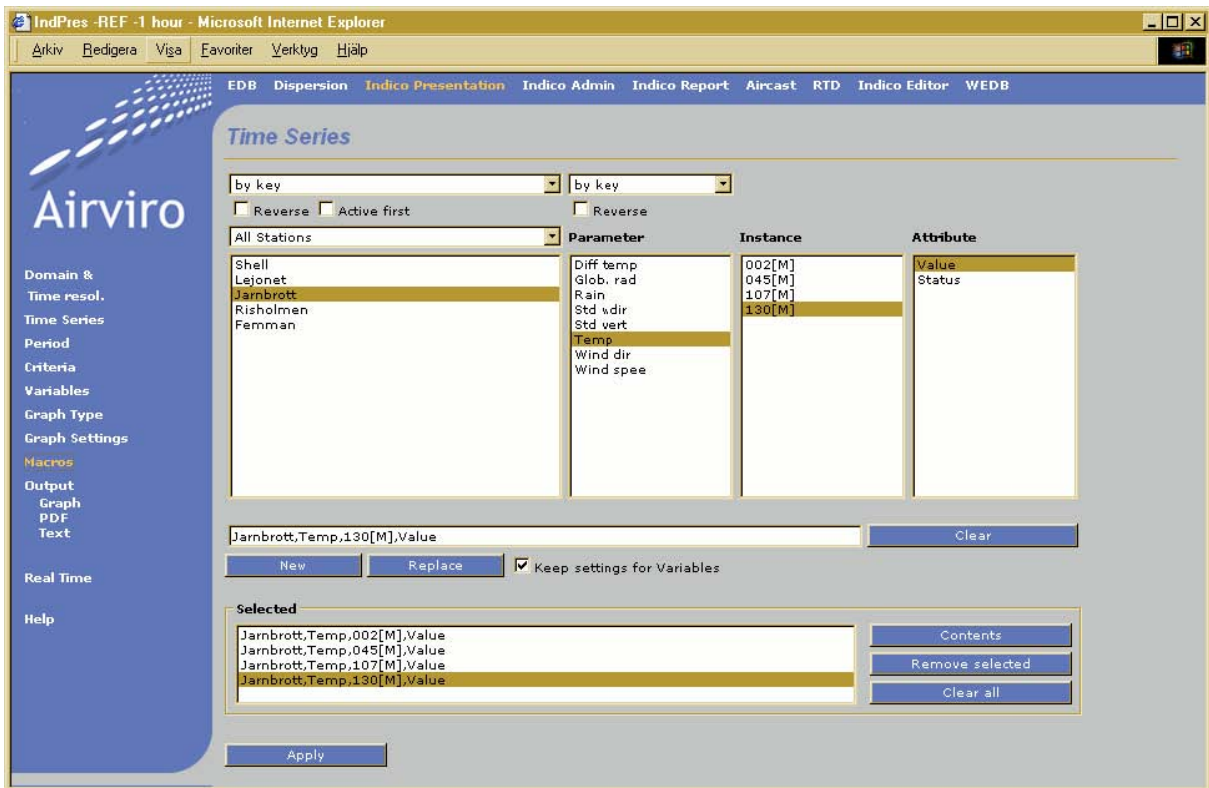 IndPres -REF -1 hour - Microsoft Internet Explorer
Arkiv Redigera Visa Favoriter Verktyg Hjälp
EDB Dispersion Indico Presentation Indico Admin Indico Report Aircast RTD Indico Editor WEDB
Airviro
Domain &
Time resol.
Time Series
Period
Criteria
Variables
Graph Type
Graph Settings
Macros
Output
Graph
PDF
Text
Real Time
Help
Time Series
by key by key
Reverse Active first Reverse
All Stations Parameter Instance Attribute
Shell
Lejonet
Jarnbrott
Risholmen
Femman
Diff temp
Glob. rad
Rain
Std wdir
Std vert
Temp
Wind dir
Wind spee
002[M]
045[M]
107[M]
130[M]
Value
Status
Jarnbrott,Temp,130[M],Value Clear
New Replace Keep settings for Variables
Selected
Jarnbrott,Temp,002[M],Value
Jarnbrott,Temp,045[M],Value
Jarnbrott,Temp,107[M],Value
Jarnbrott,Temp,130[M],Value
Contents
Remove selected
Clear all
Apply